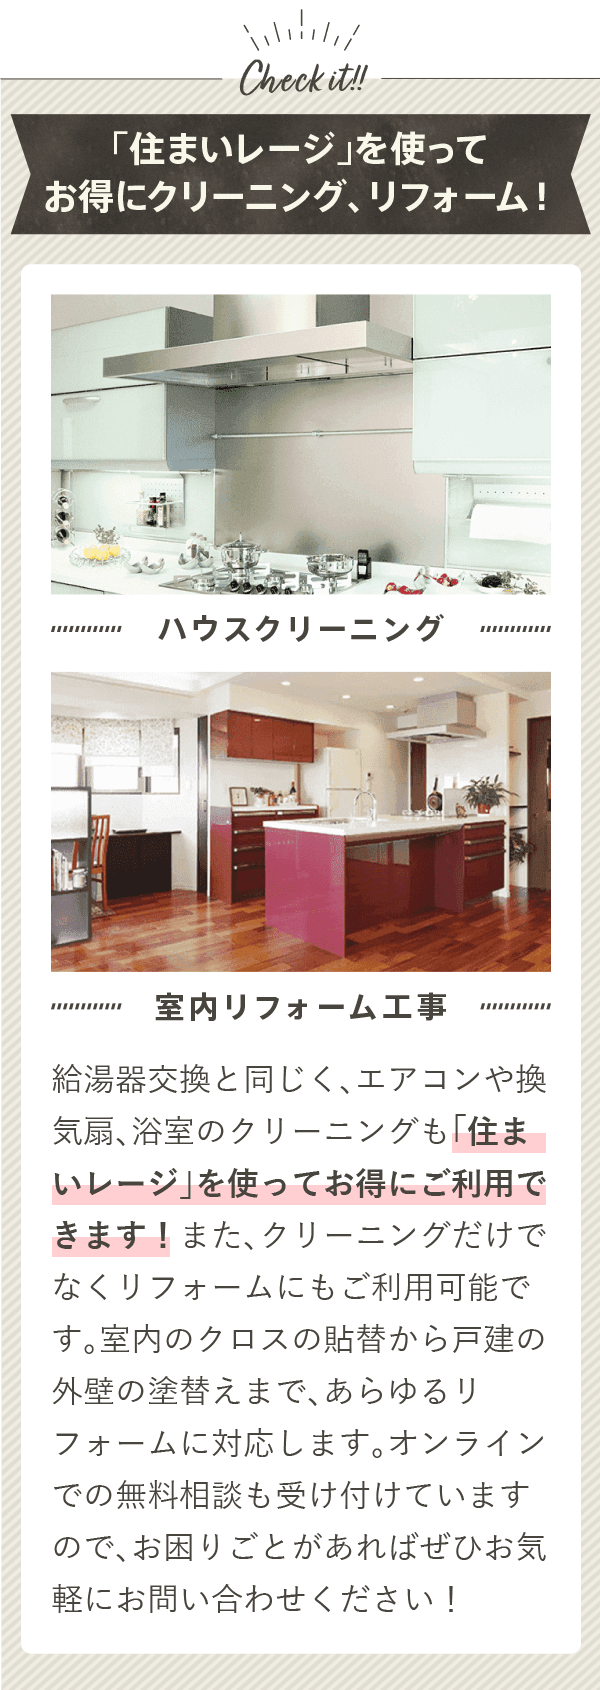 Check it!!
「住まいレージ」を使って
お得にクリーニング、リフォーム！
ハウスクリーニング
室内リフォーム工事
給湯器交換と同じく、エアコンや換
気扇、浴室のクリーニングも「住ま
いレージ」を使ってお得にご利用で
きます！また、クリーニングだけで
なくリフォームにもご利用可能で
す。室内のクロスの貼替から戸建の
外壁の塗替えまで、あらゆるリ
フォームに対応します。オンライン
での無料相談も受け付けています
ので、お困りごとがあればぜひお気
軽にお問い合わせください！